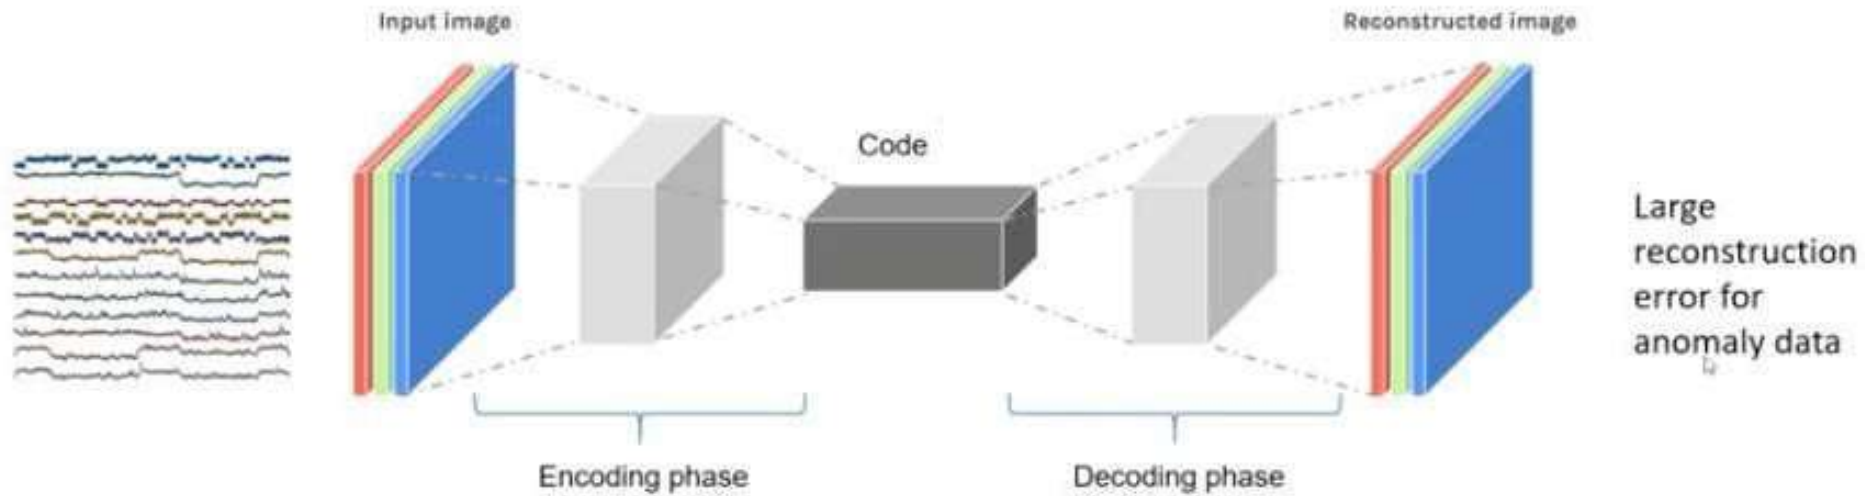 Input image
Reconstructed image
Code
Large
reconstruction
error for
anomaly data
Encoding phase
Decoding phase